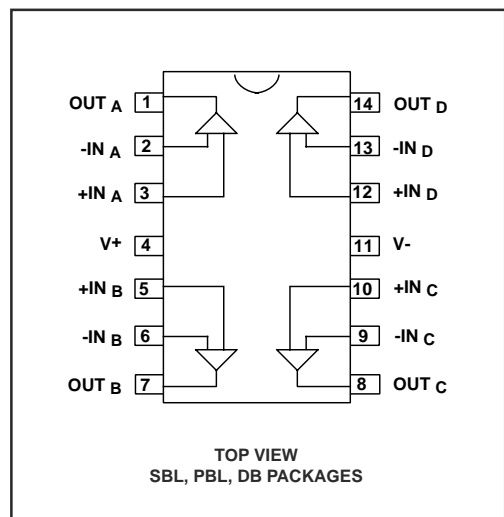 OUT A 1 14 OUT D
-IN A 2 13 -IN D
+IN A 3 12 +IN D
V+ 4 11 V-
+IN B 5 10 +IN C
-IN B 6 9 -IN C
OUT B 7 8 OUT C
TOP VIEW
SBL, PBL, DB PACKAGES